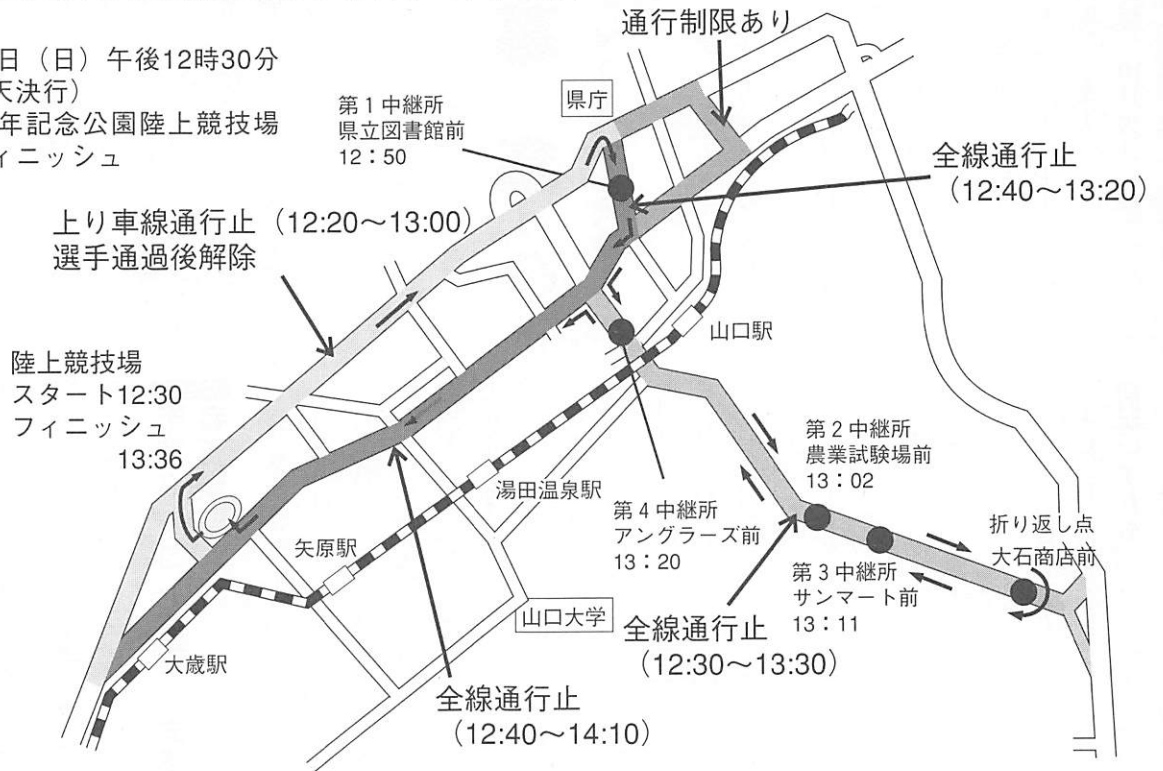 日（日）午後12時30分
天決行）
年記念公園陸上競技場
ィニッシュ
通行制限あり
県庁
第１中継所
県立図書館前
12：50
全線通行止
（12:40～13:20）
上り車線通行止（12:20～13:00）
選手通過後解除
山口駅
陸上競技場
スタート12:30
フィニッシュ
13:36
第２中継所
農業試験場前
13：02
湯田温泉駅
第４中継所
アングラーズ前
13：20
折り返し点
大石商店前
矢原駅
第３中継所
サンマート前
13：11
山口大学
全線通行止
（12:30～13:30）
大歳駅
全線通行止
（12:40～14:10）